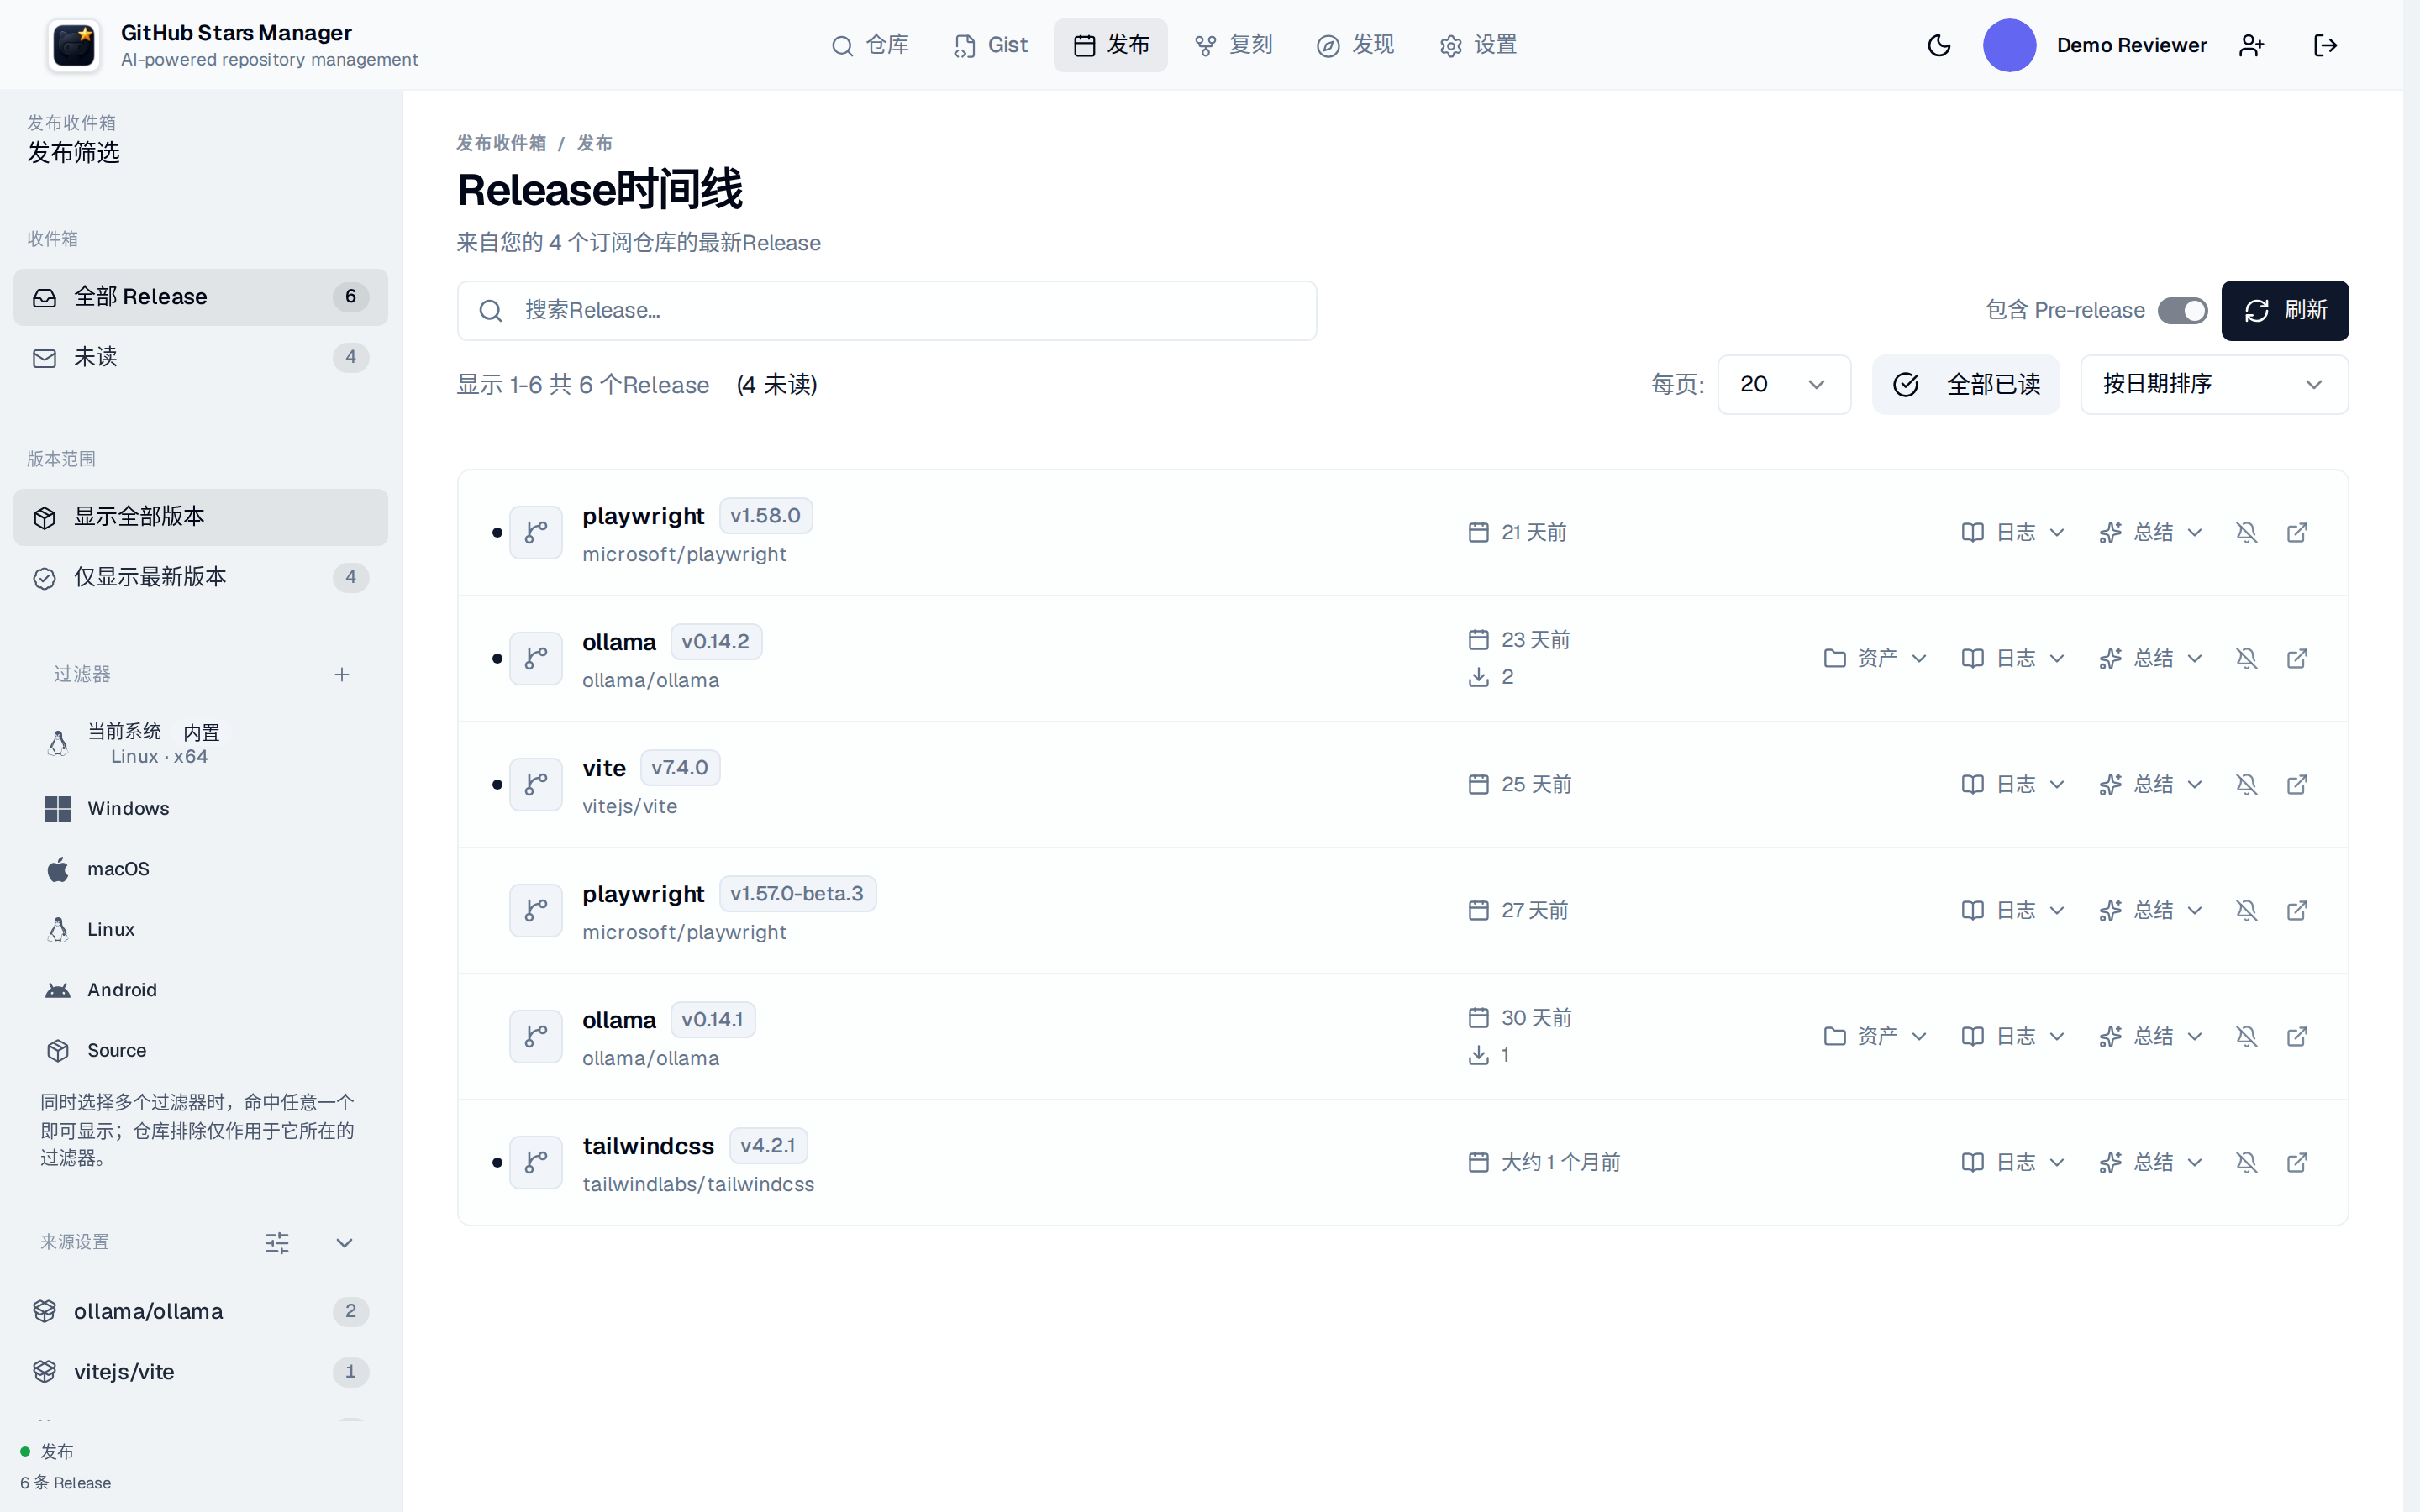 GitHub Stars Manager
AI-powered repository management
仓库
Gist
发布
复刻
发现
设置
Demo Reviewer
发布收件箱
发布筛选
收件箱
全部 Release 6
未读 4
版本范围
显示全部版本
仅显示最新版本 4
过滤器
当前系统 内置
Linux · x64
Windows
macOS
Linux
Android
Source
同时选择多个过滤器时，命中任意一个
即可显示；仓库排除仅作用于它所在的
过滤器。
来源设置
ollama/ollama 2
vitejs/vite 1
发布
6 条 Release
发布收件箱 / 发布
Release时间线
来自您的 4 个订阅仓库的最新Release
搜索Release...
包含 Pre-release
刷新
显示 1-6 共 6 个Release (4 未读)
每页: 20
全部已读
按日期排序
playwright v1.58.0
microsoft/playwright
21 天前
日志 总结
ollama v0.14.2
ollama/ollama
23 天前
2
资产 日志 总结
vite v7.4.0
vitejs/vite
25 天前
日志 总结
playwright v1.57.0-beta.3
microsoft/playwright
27 天前
日志 总结
ollama v0.14.1
ollama/ollama
30 天前
1
资产 日志 总结
tailwindcss v4.2.1
tailwindlabs/tailwindcss
大约 1 个月前
日志 总结